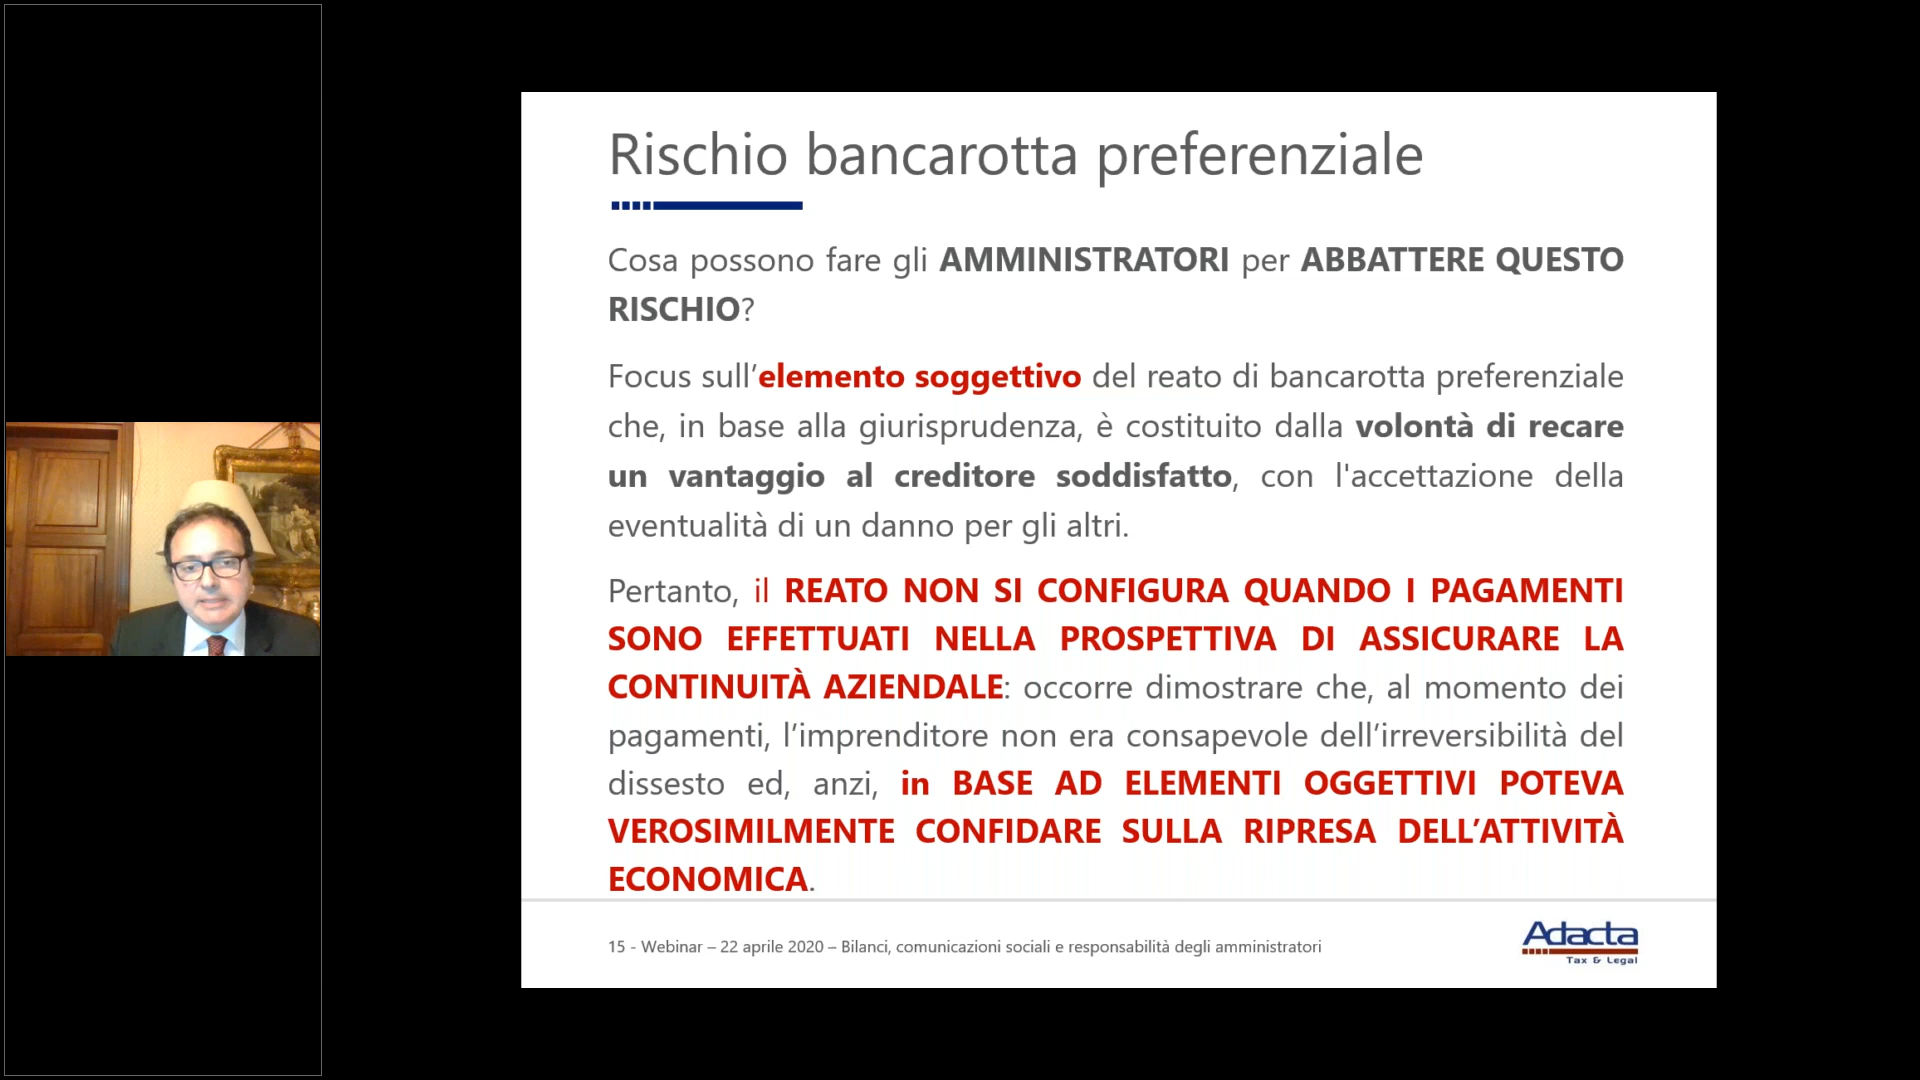 Rischio bancarotta preferenziale
Cosa possono fare gli AMMINISTRATORI per ABBATTERE QUESTO
RISCHIO?
Focus sull’elemento soggettivo del reato di bancarotta preferenziale
che, in base alla giurisprudenza, è costituito dalla volontà di recare
un vantaggio al creditore soddisfatto, con l'accettazione della
eventualità di un danno per gli altri.
Pertanto, il REATO NON SI CONFIGURA QUANDO I PAGAMENTI
SONO EFFETTUATI NELLA PROSPETTIVA DI ASSICURARE LA
CONTINUITÀ AZIENDALE: occorre dimostrare che, al momento dei
pagamenti, l’imprenditore non era consapevole dell’irreversibilità del
dissesto ed, anzi, in BASE AD ELEMENTI OGGETTIVI POTEVA
VEROSIMILMENTE CONFIDARE SULLA RIPRESA DELL’ATTIVITÀ
ECONOMICA.
15 - Webinar – 22 aprile 2020 – Bilanci, comunicazioni sociali e responsabilità degli amministratori
Adacta
Tax & Legal